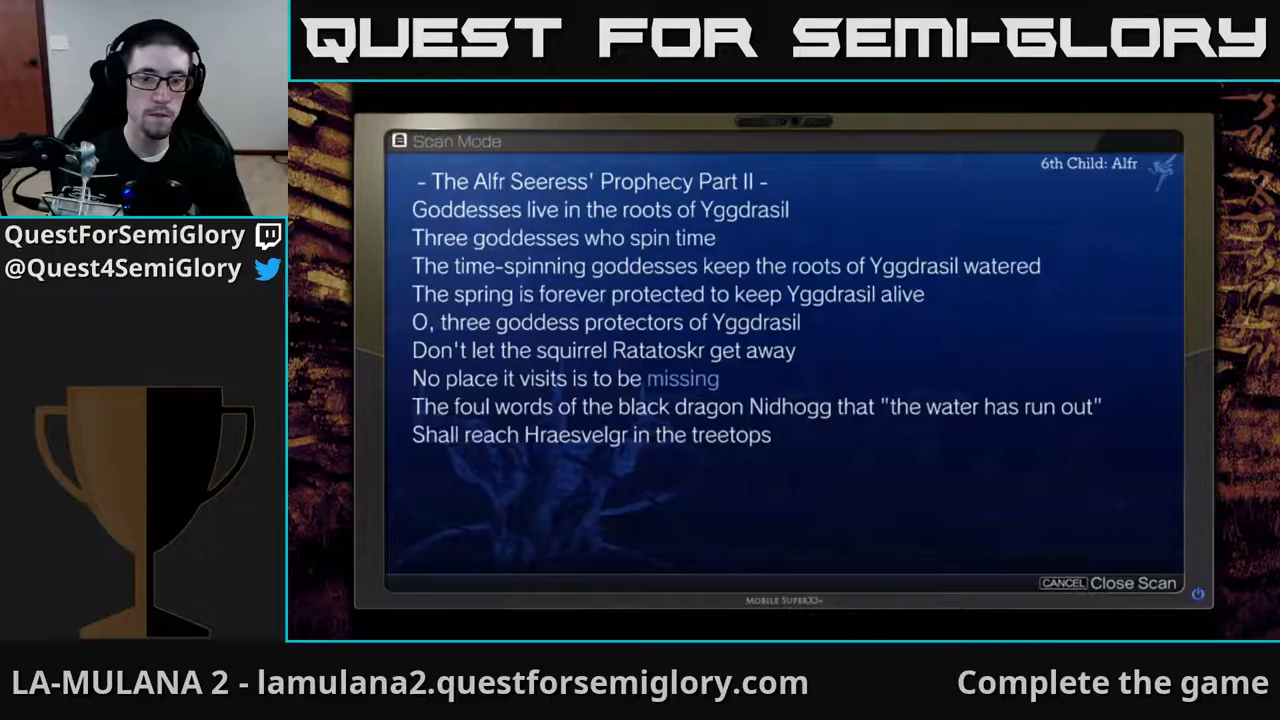 QUEST FOR SEMI-GLORY
Scan Mode
6th Child: Alfr
- The Alfr Seeress' Prophecy Part II -
Goddesses live in the roots of Yggdrasil
Three goddesses who spin time
The time-spinning goddesses keep the roots of Yggdrasil watered
The spring is forever protected to keep Yggdrasil alive
O, three goddess protectors of Yggdrasil
Don't let the squirrel Ratatoskr get away
No place it visits is to be missing
The foul words of the black dragon Nidhogg that "the water has run out"
Shall reach Hraesvelgr in the treetops
CANCEL Close Scan
MOBILE SUPERX3+
QuestForSemiGlory
@Quest4SemiGlory
LA-MULANA 2 - lamulana2.questforsemiglory.com
Complete the game